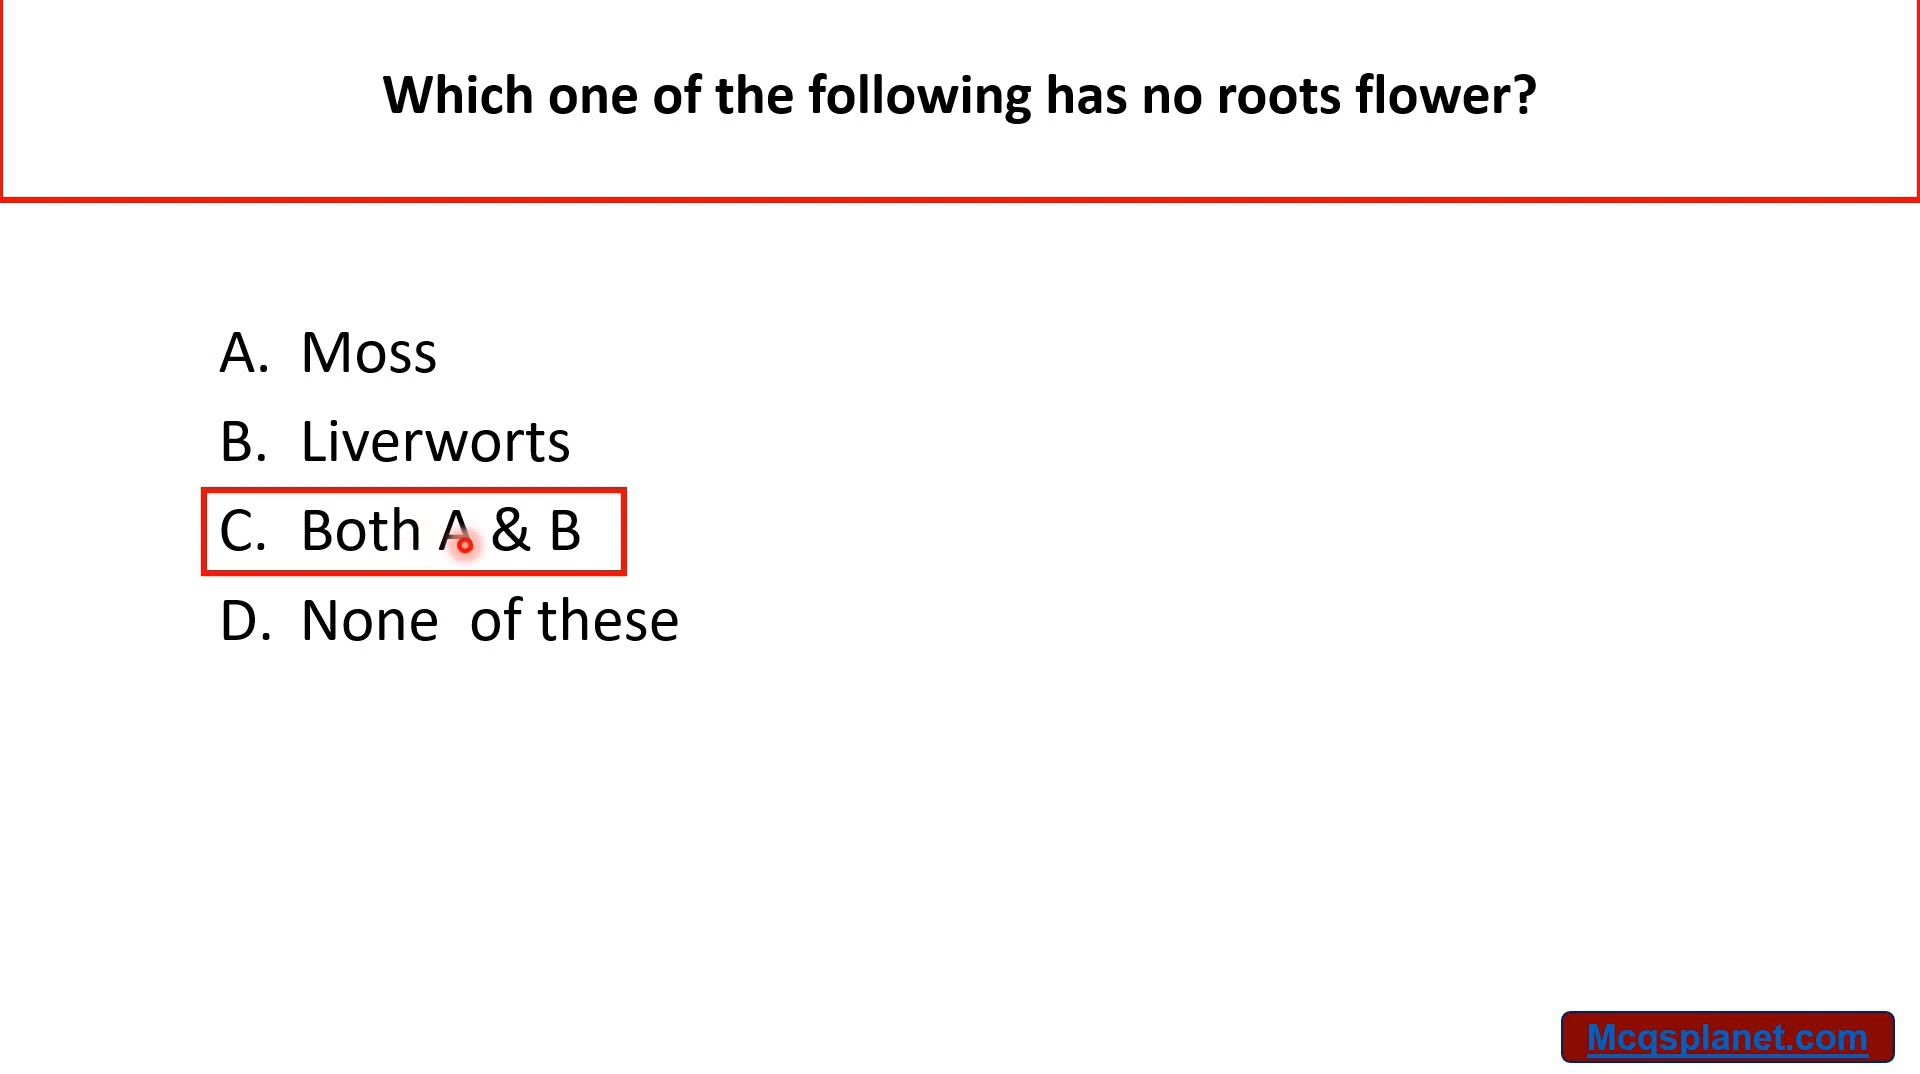 Which one of the following has no roots flower?
A. Moss
B. Liverworts
C. Both A & B
D. None of these
Mcqsplanet.com